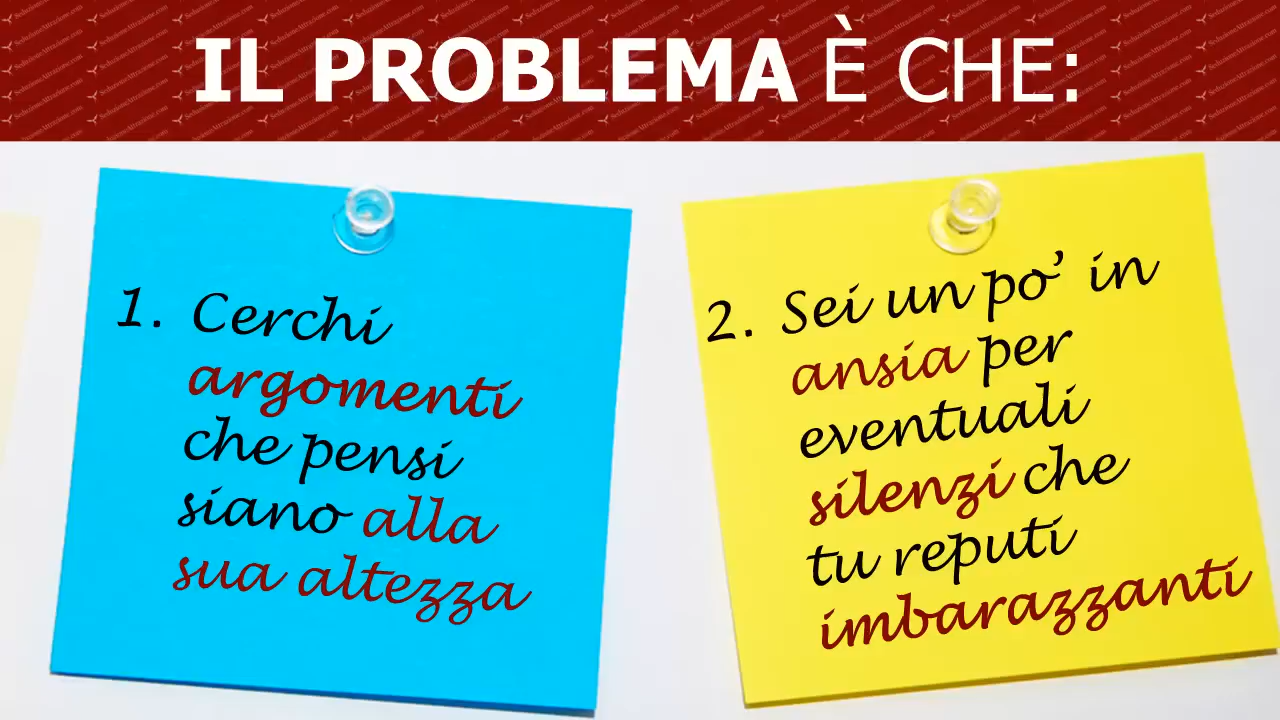 IL PROBLEMA È CHE:
1. Cerchi
argomenti
che pensi
siano alla
sua altezza
2. Sei un po’ in
ansia per
eventuali
silenzi che
tu reputi
imbarazzanti